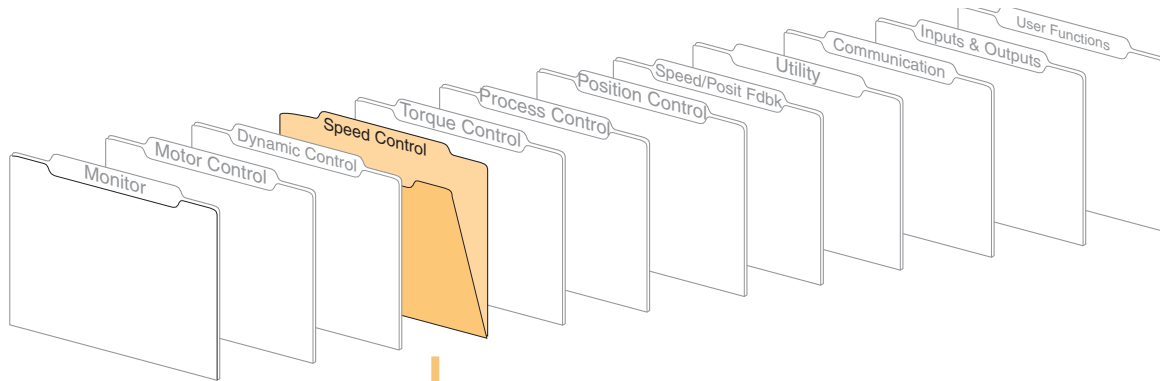 Monitor
Motor Control
Dynamic Control
Speed Control
Torque Control
Process Control
Position Control
Speed/Posit Fdbk
Utility
Communication
Inputs & Outputs
User Functions